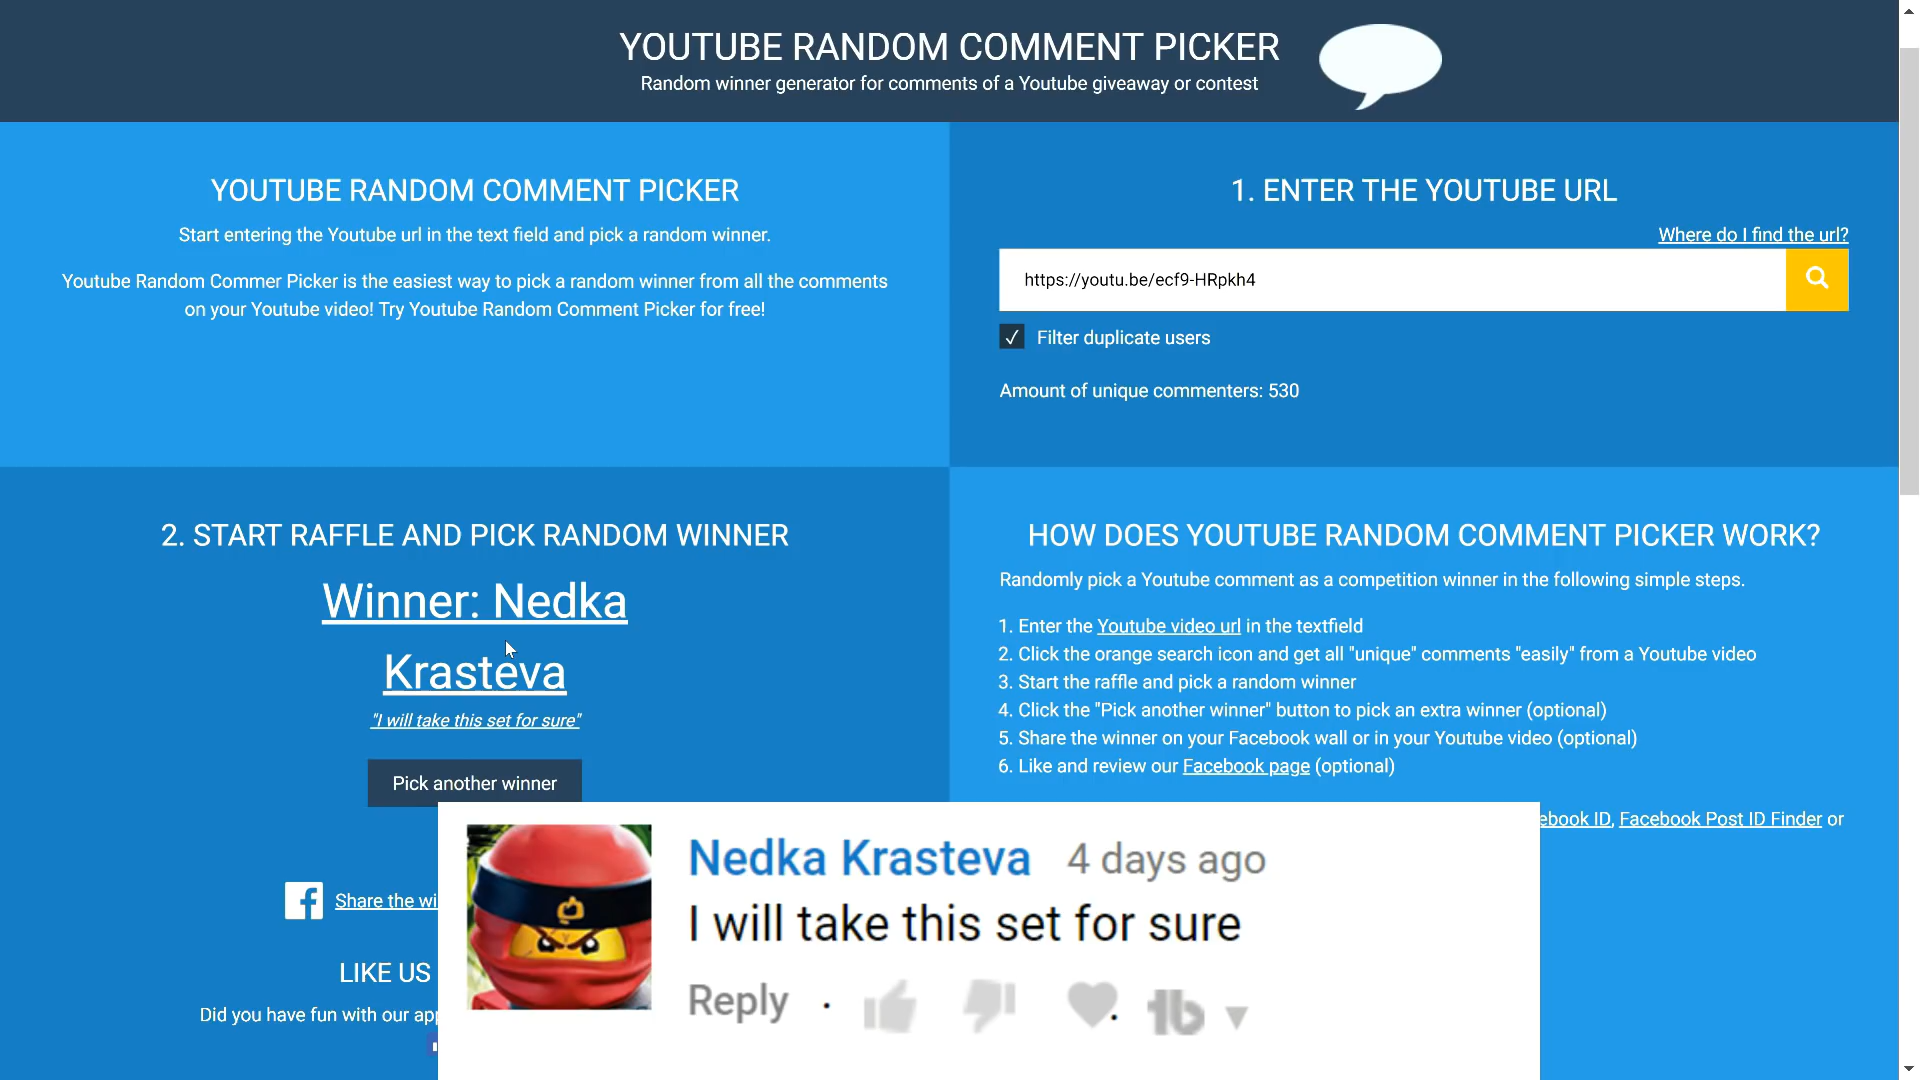 YOUTUBE RANDOM COMMENT PICKER
Random winner generator for comments of a Youtube giveaway or contest
YOUTUBE RANDOM COMMENT PICKER
Start entering the Youtube url in the text field and pick a random winner.
Youtube Random Commer Picker is the easiest way to pick a random winner from all the comments
on your Youtube video! Try Youtube Random Comment Picker for free!
1. ENTER THE YOUTUBE URL
Where do I find the url?
https://youtu.be/ecf9-HRpkh4
Filter duplicate users
Amount of unique commenters: 530
2. START RAFFLE AND PICK RANDOM WINNER
Winner: Nedka
Krasteva
"I will take this set for sure"
Pick another winner
Share the wi
LIKE US
Did you have fun with our app
HOW DOES YOUTUBE RANDOM COMMENT PICKER WORK?
Randomly pick a Youtube comment as a competition winner in the following simple steps.
1. Enter the Youtube video url in the textfield
2. Click the orange search icon and get all "unique" comments "easily" from a Youtube video
3. Start the raffle and pick a random winner
4. Click the "Pick another winner" button to pick an extra winner (optional)
5. Share the winner on your Facebook wall or in your Youtube video (optional)
6. Like and review our Facebook page (optional)
ebook ID, Facebook Post ID Finder or
Nedka Krasteva 4 days ago
I will take this set for sure
Reply
tb